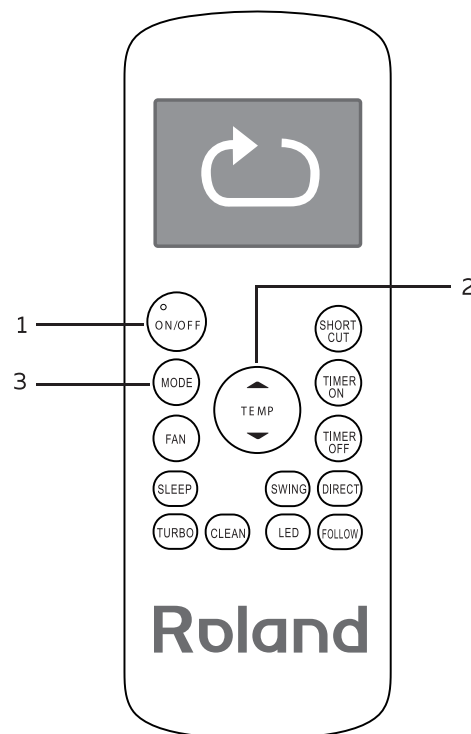 2
1
ON/OFF
SHORT
CUT
3
MODE
TEMP
TIMER
ON
FAN
TIMER
OFF
SLEEP
SWING
DIRECT
TURBO
CLEAN
LED
FOLLOW
Roland